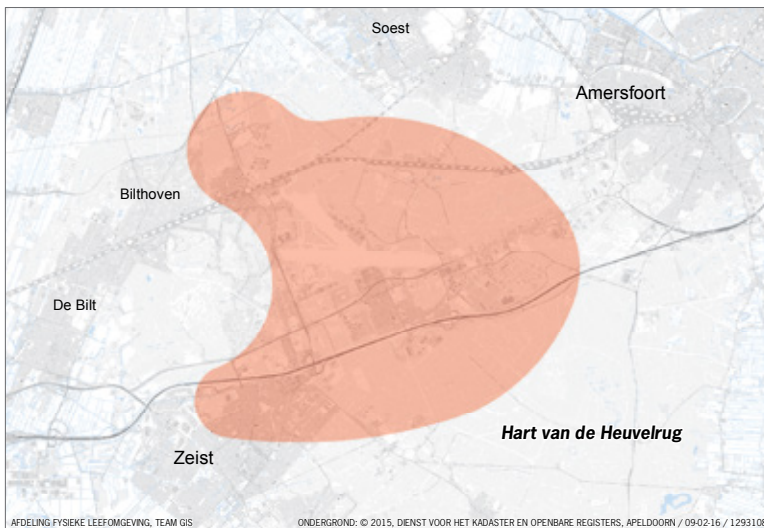 Soest
Amersfoort
Bilthoven
De Bilt
Hart van de Heuvelrug
Zeist
AFDELING FYSIEKE LEEFOMGEVING, TEAM GIS
ONDERGROND: © 2015, DIENST VOOR HET KADASTER EN OPENBARE REGISTERS, APELDOORN / 09-02-16 / 1293108